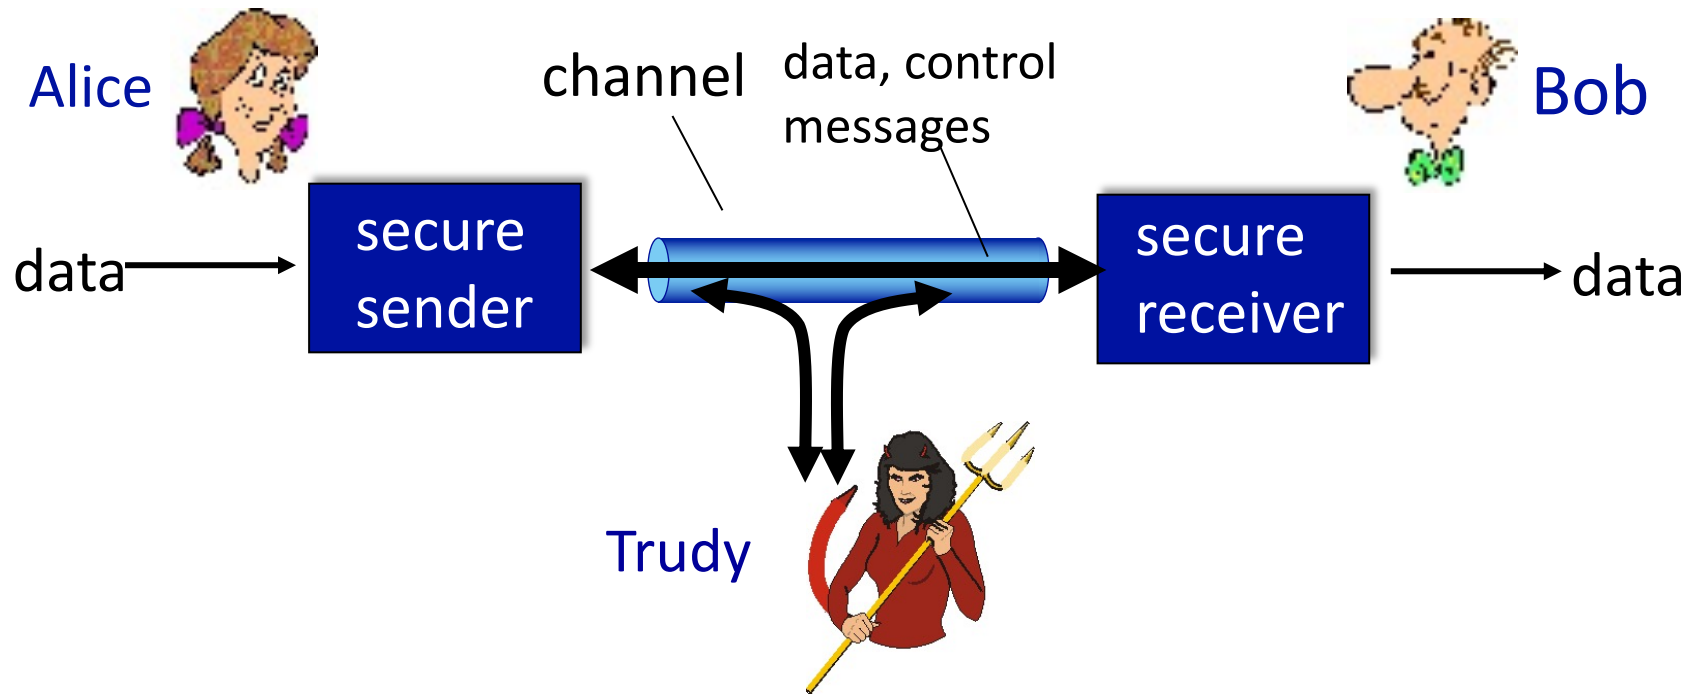 Alice
channel
data, control
messages
Bob
data
secure
sender
secure
receiver
data
Trudy